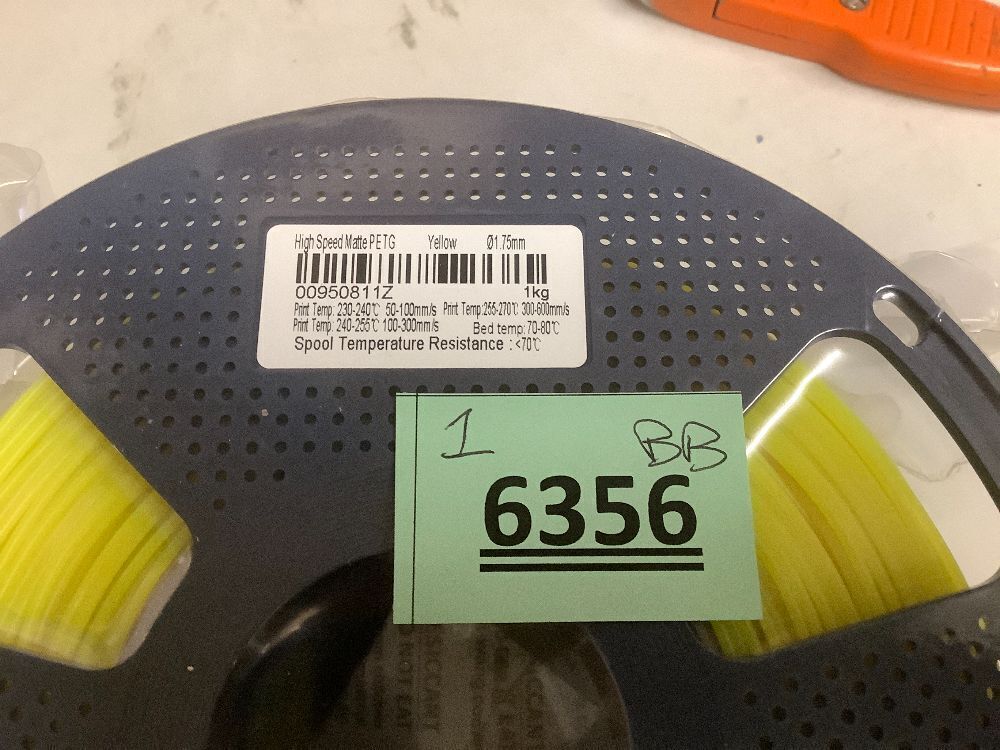 High Speed Matte PETG Yellow Ø1.75mm
00950811Z 1kg
Print Temp: 230-240℃ 50-100mm/s Print Temp:255-270℃ 300-600mm/s
Print Temp: 240-255℃ 100-300mm/s Bed temp: 70-80℃
Spool Temperature Resistance : <70℃
1 BB
6356